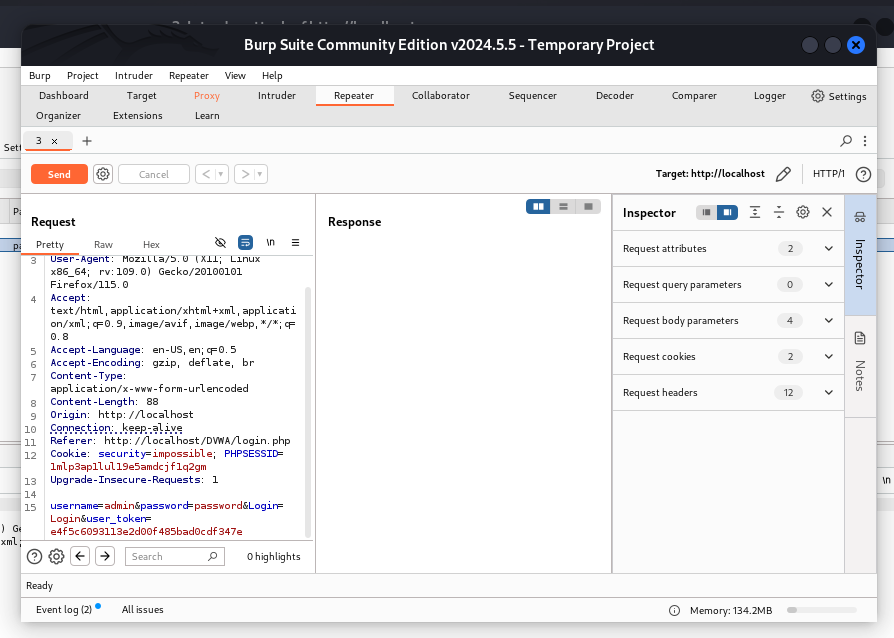 Burp Suite Community Edition v2024.5.5 - Temporary Project
Burp Project Intruder Repeater View Help
Dashboard Target Proxy Intruder Repeater Collaborator Sequencer Decoder Comparer Logger Settings
Organizer Extensions Learn
3 × +
Send Cancel < > Target: http://localhost HTTP/1 ?
Request
Response
Inspector
Pretty Raw Hex \n
3 User-Agent: Mozilla/5.0 (X11; Linux
x86_64; rv:109.0) Gecko/20100101
Firefox/115.0
4 Accept:
text/html,application/xhtml+xml,applicati
on/xml;q=0.9,image/avif,image/webp,*/*;q=
0.8
5 Accept-Language: en-US,en;q=0.5
6 Accept-Encoding: gzip, deflate, br
7 Content-Type:
application/x-www-form-urlencoded
8 Content-Length: 88
9 Origin: http://localhost
10 Connection: keep-alive
11 Referer: http://localhost/DVWA/login.php
12 Cookie: security=impossible; PHPSESSID=
1mlp3ap1lul19e5amdcjf1q2gm
13 Upgrade-Insecure-Requests: 1
14
15 username=admin&password=password&Login=
Login&user_token=
e4f5c6093113e2d00f485bad0cdf347e
Request attributes 2
Request query parameters 0
Request body parameters 4
Request cookies 2
Request headers 12
Inspector
Notes
? Search 0 highlights
Ready
Event log (2) All issues Memory: 134.2MB
Sett
\n
) Ge
xml;